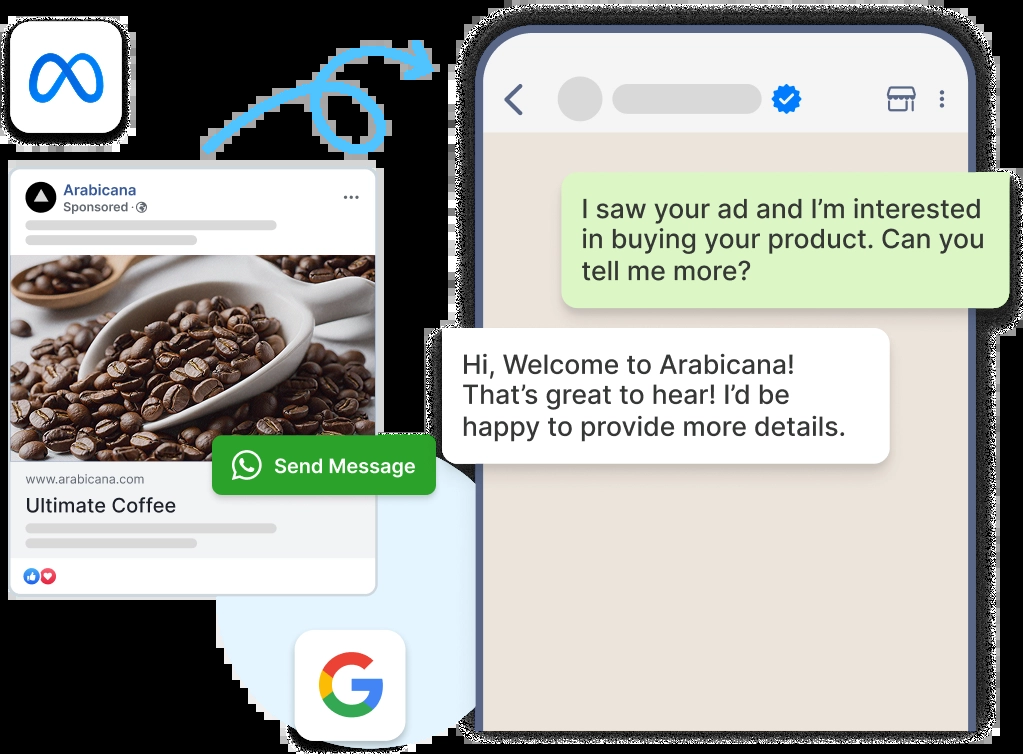 Arabicana
Sponsored ·
www.arabicana.com
Ultimate Coffee
Send Message
I saw your ad and I’m interested
in buying your product. Can you
tell me more?
Hi, Welcome to Arabicana!
That’s great to hear! I’d be
happy to provide more details.